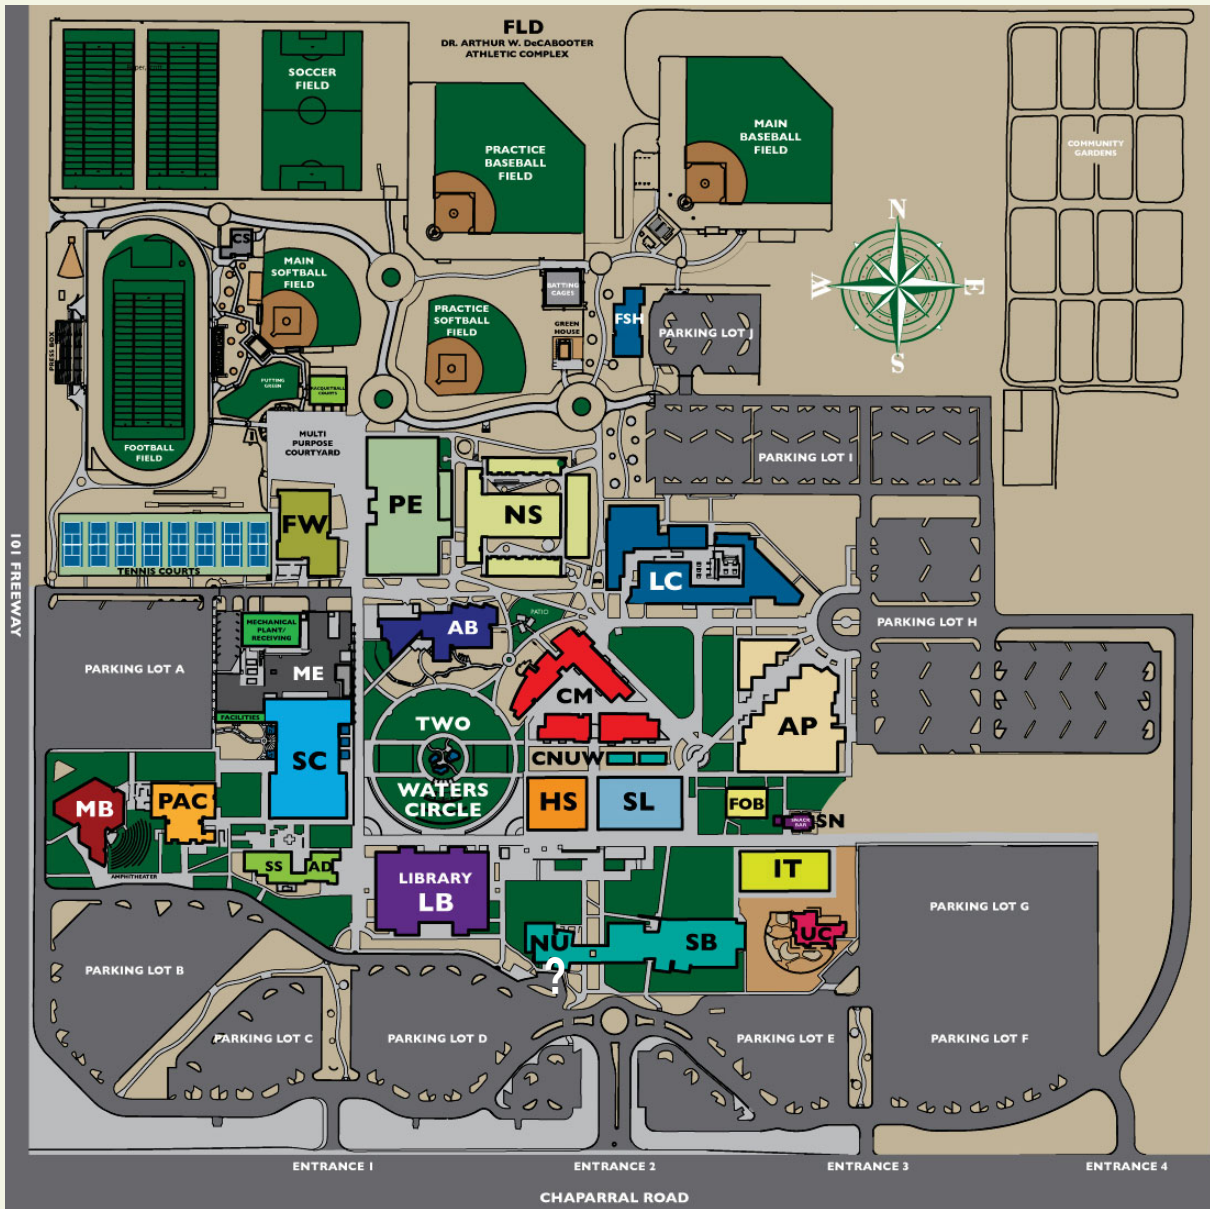 FLD
DR. ARTHUR W. DeCABOOTER
ATHLETIC COMPLEX
SOCCER
FIELD
PRACTICE
BASEBALL
FIELD
MAIN
BASEBALL
FIELD
COMMUNITY
GARDENS
N
W
E
S
CS
MAIN
SOFTBALL
FIELD
BATTING
CAGES
PRACTICE
SOFTBALL
FIELD
GREEN
HOUSE
FSH
PARKING LOT J
PRESS BOX
PUTTING
GREEN
RACQUETBALL
COURTS
FOOTBALL
FIELD
MULTI
PURPOSE
COURTYARD
PARKING LOT I
PE
NS
FW
TENNIS COURTS
LC
101 FREEWAY
MECHANICAL
PLANT/
RECEIVING
AB
PATIO
PARKING LOT H
PARKING LOT A
ME
CM
FACILITIES
TWO
WATERS
CIRCLE
AP
SC
CNUW
MB
PAC
HS
SL
FOB
SNACK
BAR
SN
AMPHITHEATER
SS
AD
LIBRARY
LB
IT
PARKING LOT G
NU
SB
UC
?
PARKING LOT B
PARKING LOT C
PARKING LOT D
PARKING LOT E
PARKING LOT F
ENTRANCE 1
ENTRANCE 2
ENTRANCE 3
ENTRANCE 4
CHAPARRAL ROAD